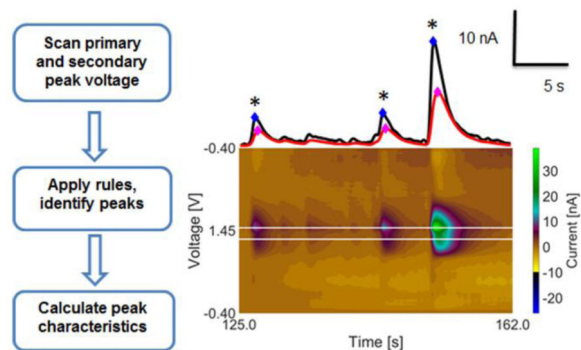 Scan primary
and secondary
peak voltage
Apply rules,
identify peaks
Calculate peak
characteristics
* * *
10 nA
5 s
-0.40
1.45
-0.40
Voltage [V]
125.0
162.0
Time [s]
30
20
10
0
-10
-20
Current [nA]